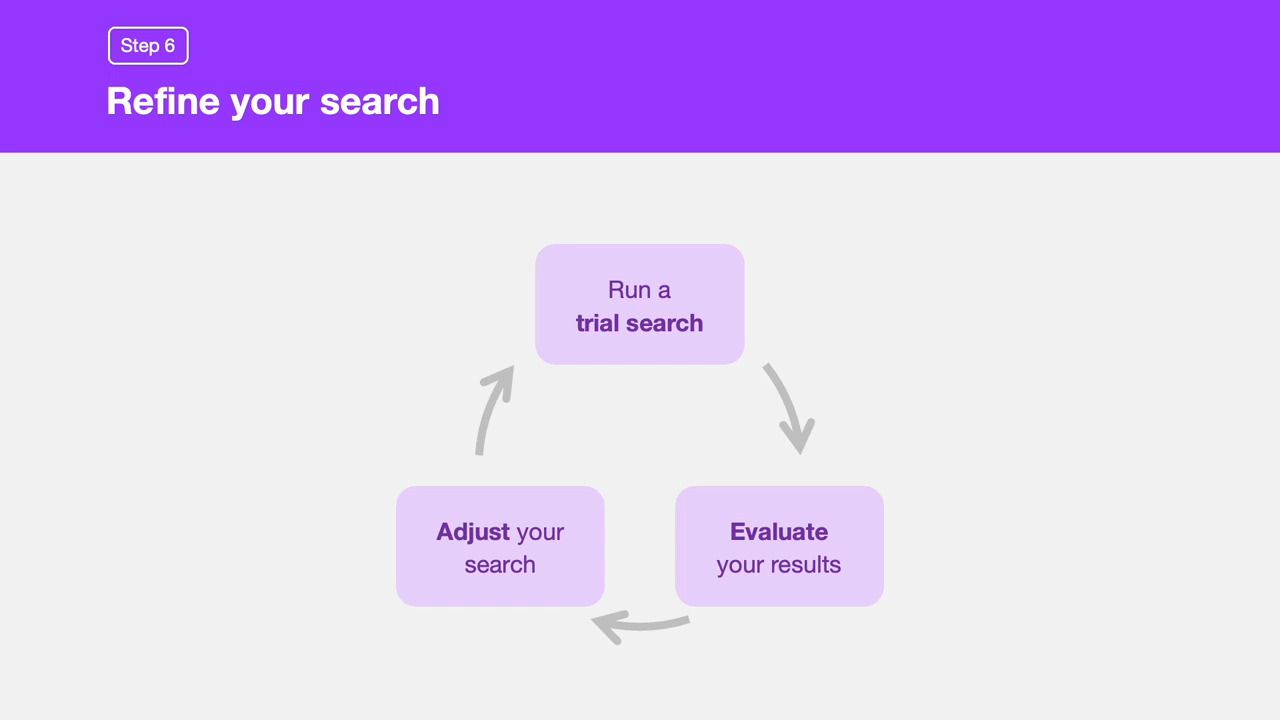 Step 6
Refine your search
Run a
trial search
Adjust your
search
Evaluate
your results